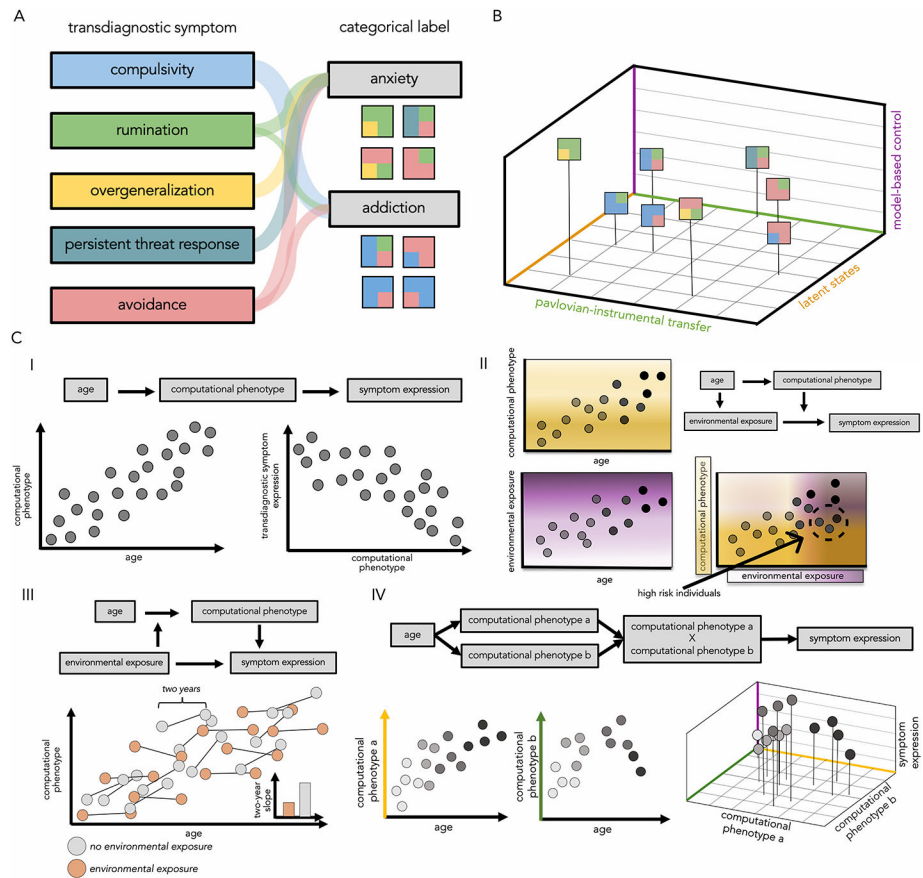 A
transdiagnostic symptom
categorical label
compulsivity
rumination
overgeneralization
persistent threat response
avoidance
anxiety
addiction
B
model-based control
latent states
pavlovian-instrumental transfer
C
I
age
computational phenotype
symptom expression
computational
phenotype
age
transdiagnostic symptom
expression
computational
phenotype
II
computational phenotype
age
environmental exposure
age
age
computational phenotype
environmental exposure
symptom expression
computational phenotype
environmental exposure
high risk individuals
III
age
computational phenotype
environmental exposure
symptom expression
two years
computational
phenotype
two-year
slope
age
no environmental exposure
environmental exposure
IV
age
computational phenotype a
computational phenotype b
computational phenotype a
X
computational phenotype b
symptom expression
computational
phenotype a
age
computational
phenotype b
age
symptom
expression
computational
phenotype b
computational
phenotype a